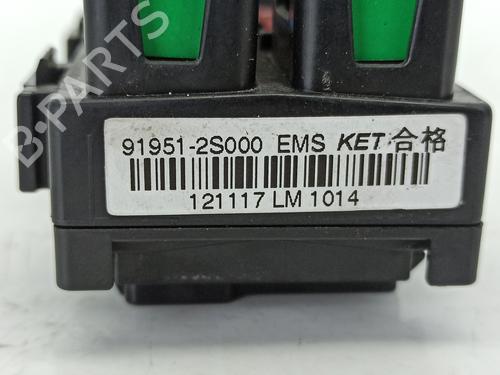 91951-2S000 EMS KET 合格
121117 LM 1014
B-PARTS